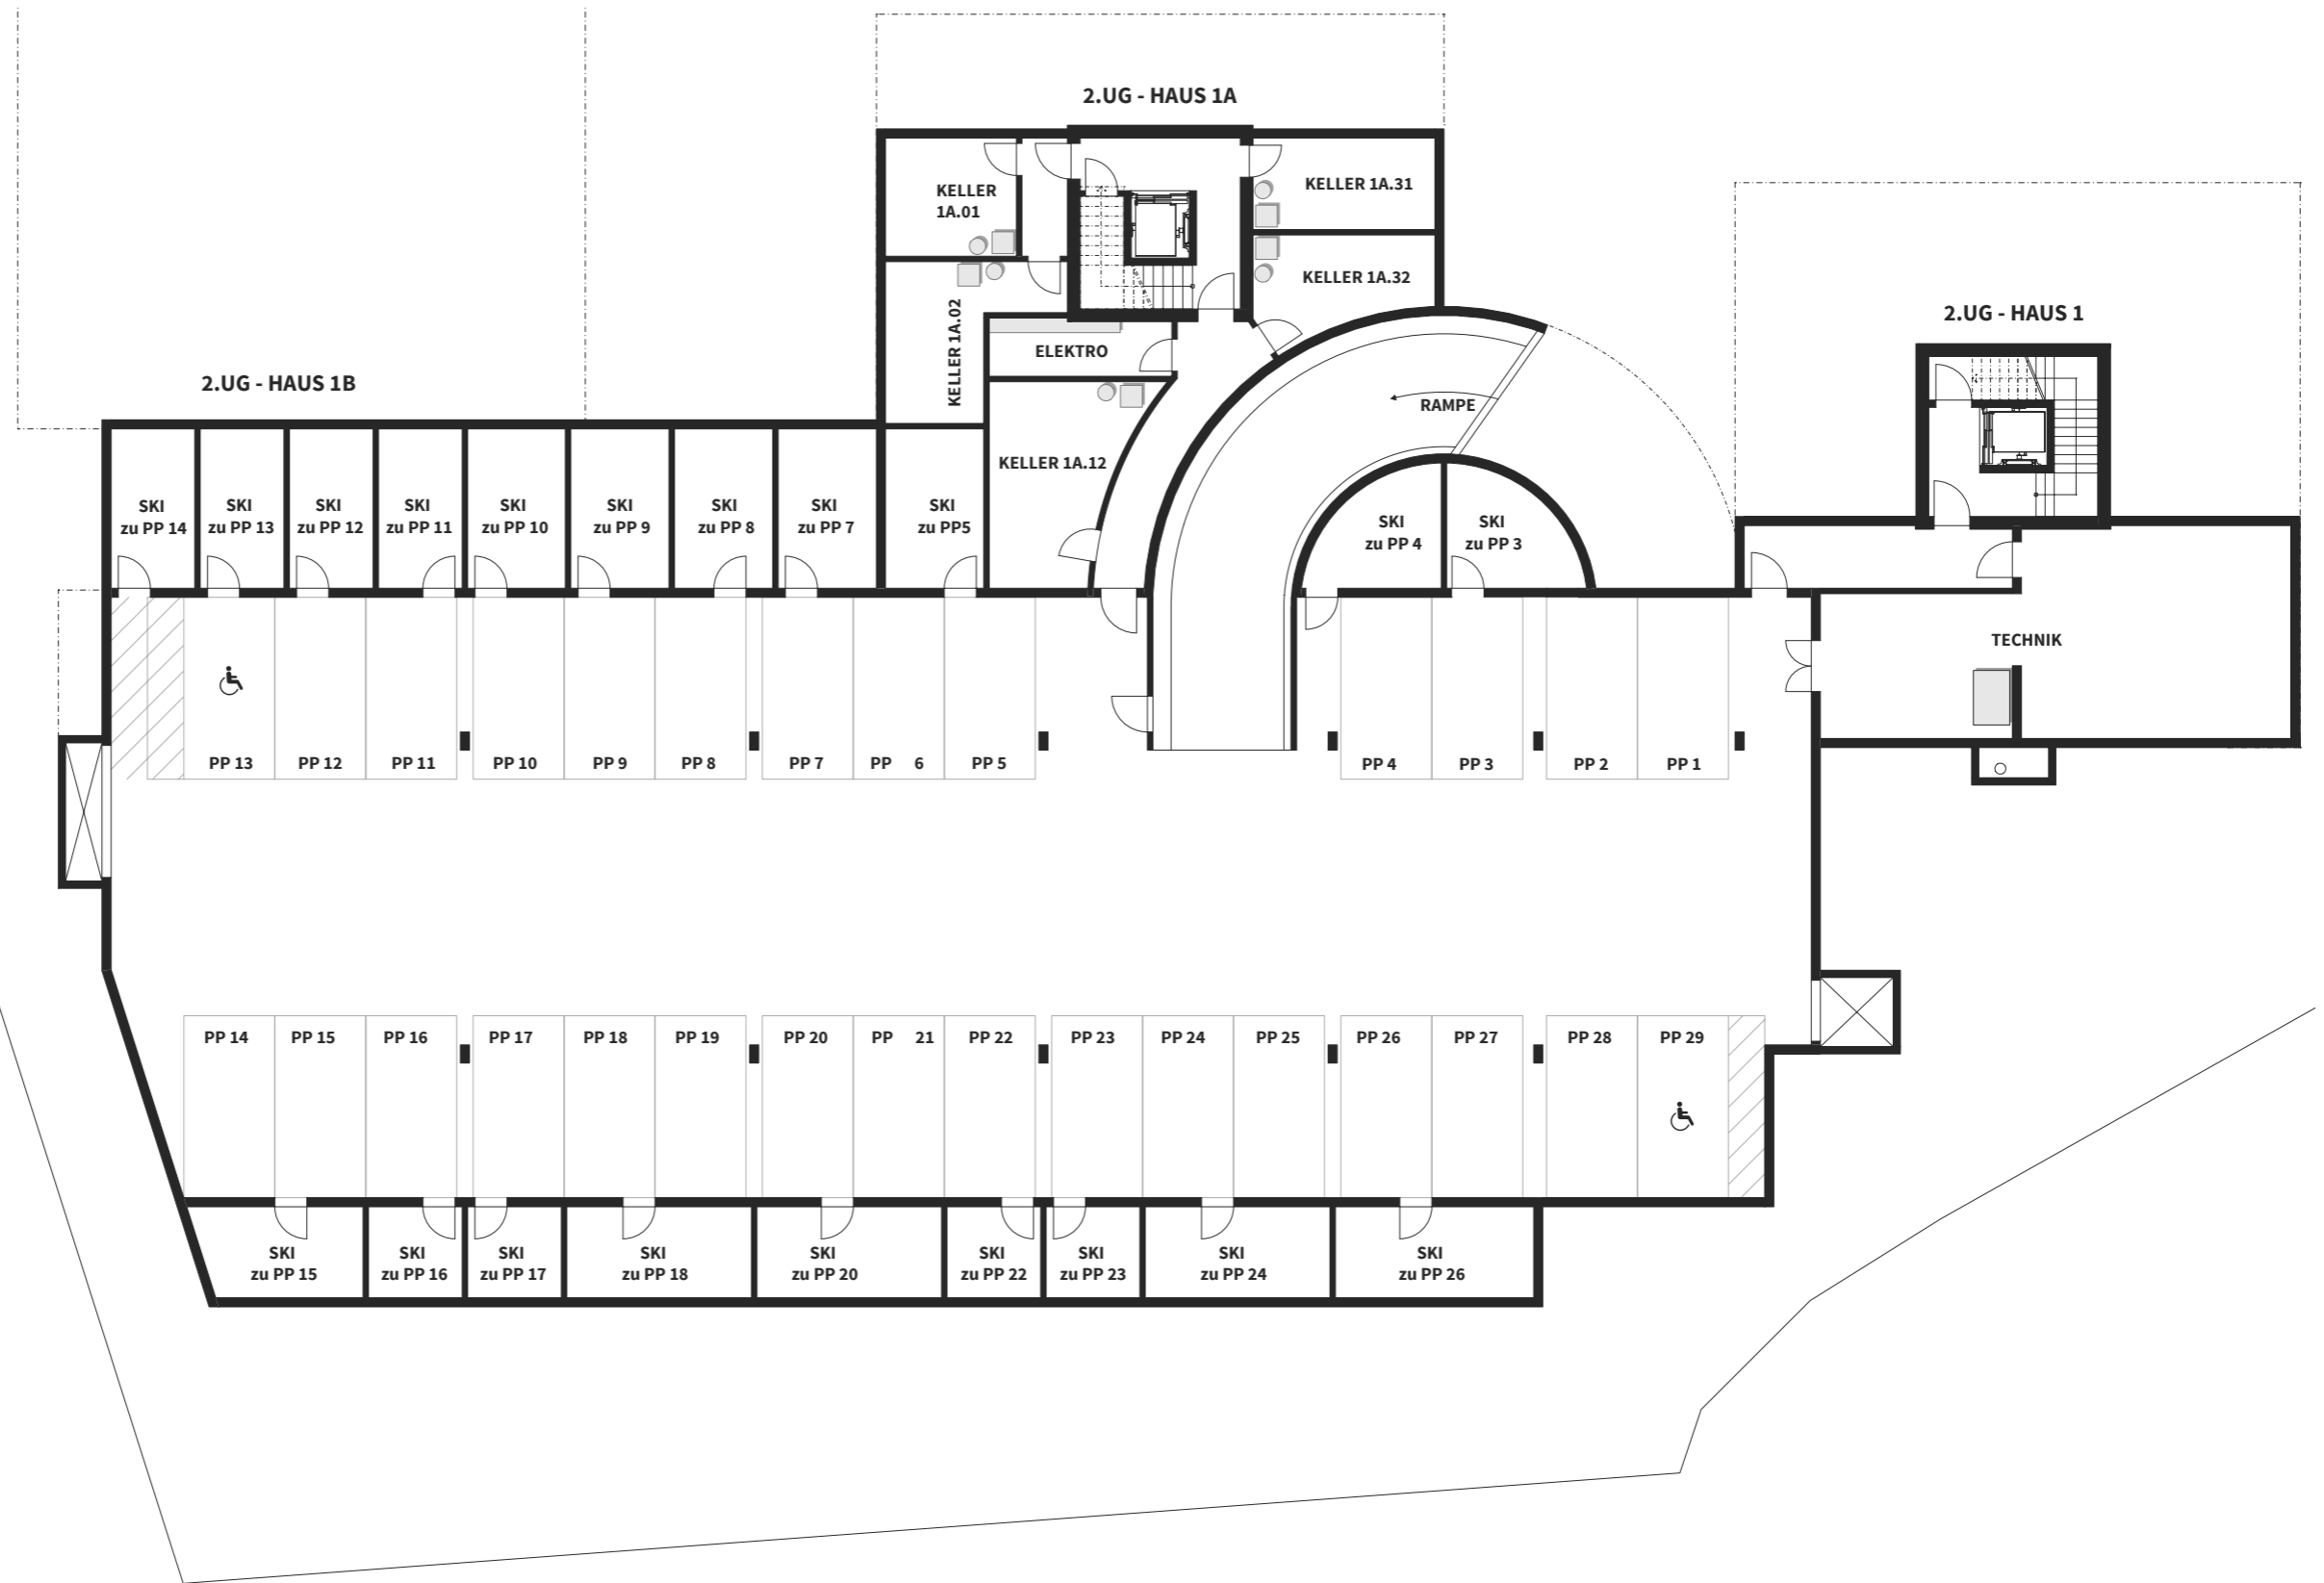 2.UG - HAUS 1A
KELLER
1A.01
KELLER 1A.31
KELLER 1A.32
KELLER 1A.02
2.UG - HAUS 1
ELEKTRO
2.UG - HAUS 1B
RAMPE
KELLER 1A.12
SKI
zu PP 14
SKI
zu PP 13
SKI
zu PP 12
SKI
zu PP 11
SKI
zu PP 10
SKI
zu PP 9
SKI
zu PP 8
SKI
zu PP 7
SKI
zu PP5
SKI
zu PP 4
SKI
zu PP 3
TECHNIK
PP 13
PP 12
PP 11
PP 10
PP 9
PP 8
PP 7
PP 6
PP 5
PP 4
PP 3
PP 2
PP 1
PP 14
PP 15
PP 16
PP 17
PP 18
PP 19
PP 20
PP 21
PP 22
PP 23
PP 24
PP 25
PP 26
PP 27
PP 28
PP 29
SKI
zu PP 15
SKI
zu PP 16
SKI
zu PP 17
SKI
zu PP 18
SKI
zu PP 20
SKI
zu PP 22
SKI
zu PP 23
SKI
zu PP 24
SKI
zu PP 26